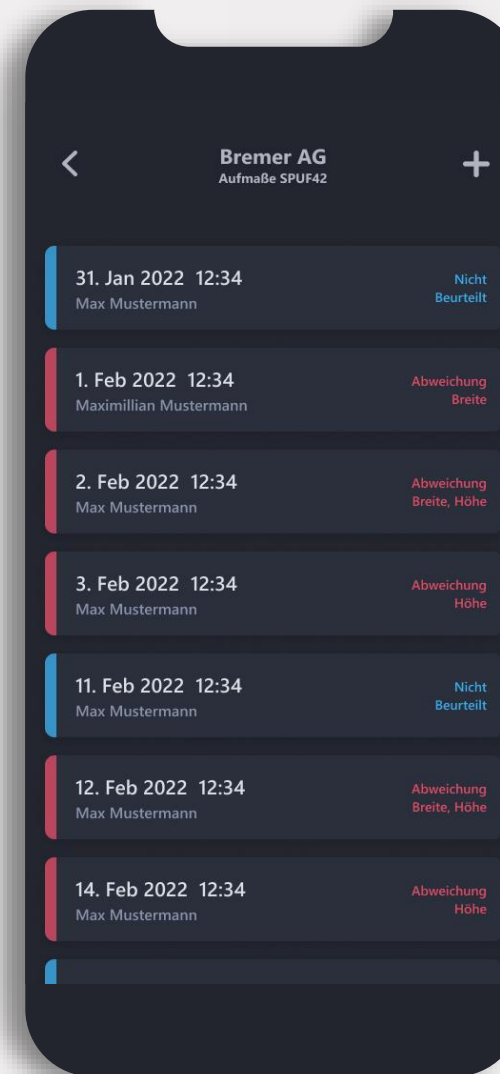 Bremer AG
Aufmaße SPUF42
31. Jan 2022 12:34
Max Mustermann
Nicht
Beurteilt
1. Feb 2022 12:34
Maximillian Mustermann
Abweichung
Breite
2. Feb 2022 12:34
Max Mustermann
Abweichung
Breite, Höhe
3. Feb 2022 12:34
Max Mustermann
Abweichung
Höhe
11. Feb 2022 12:34
Max Mustermann
Nicht
Beurteilt
12. Feb 2022 12:34
Max Mustermann
Abweichung
Breite, Höhe
14. Feb 2022 12:34
Max Mustermann
Abweichung
Höhe